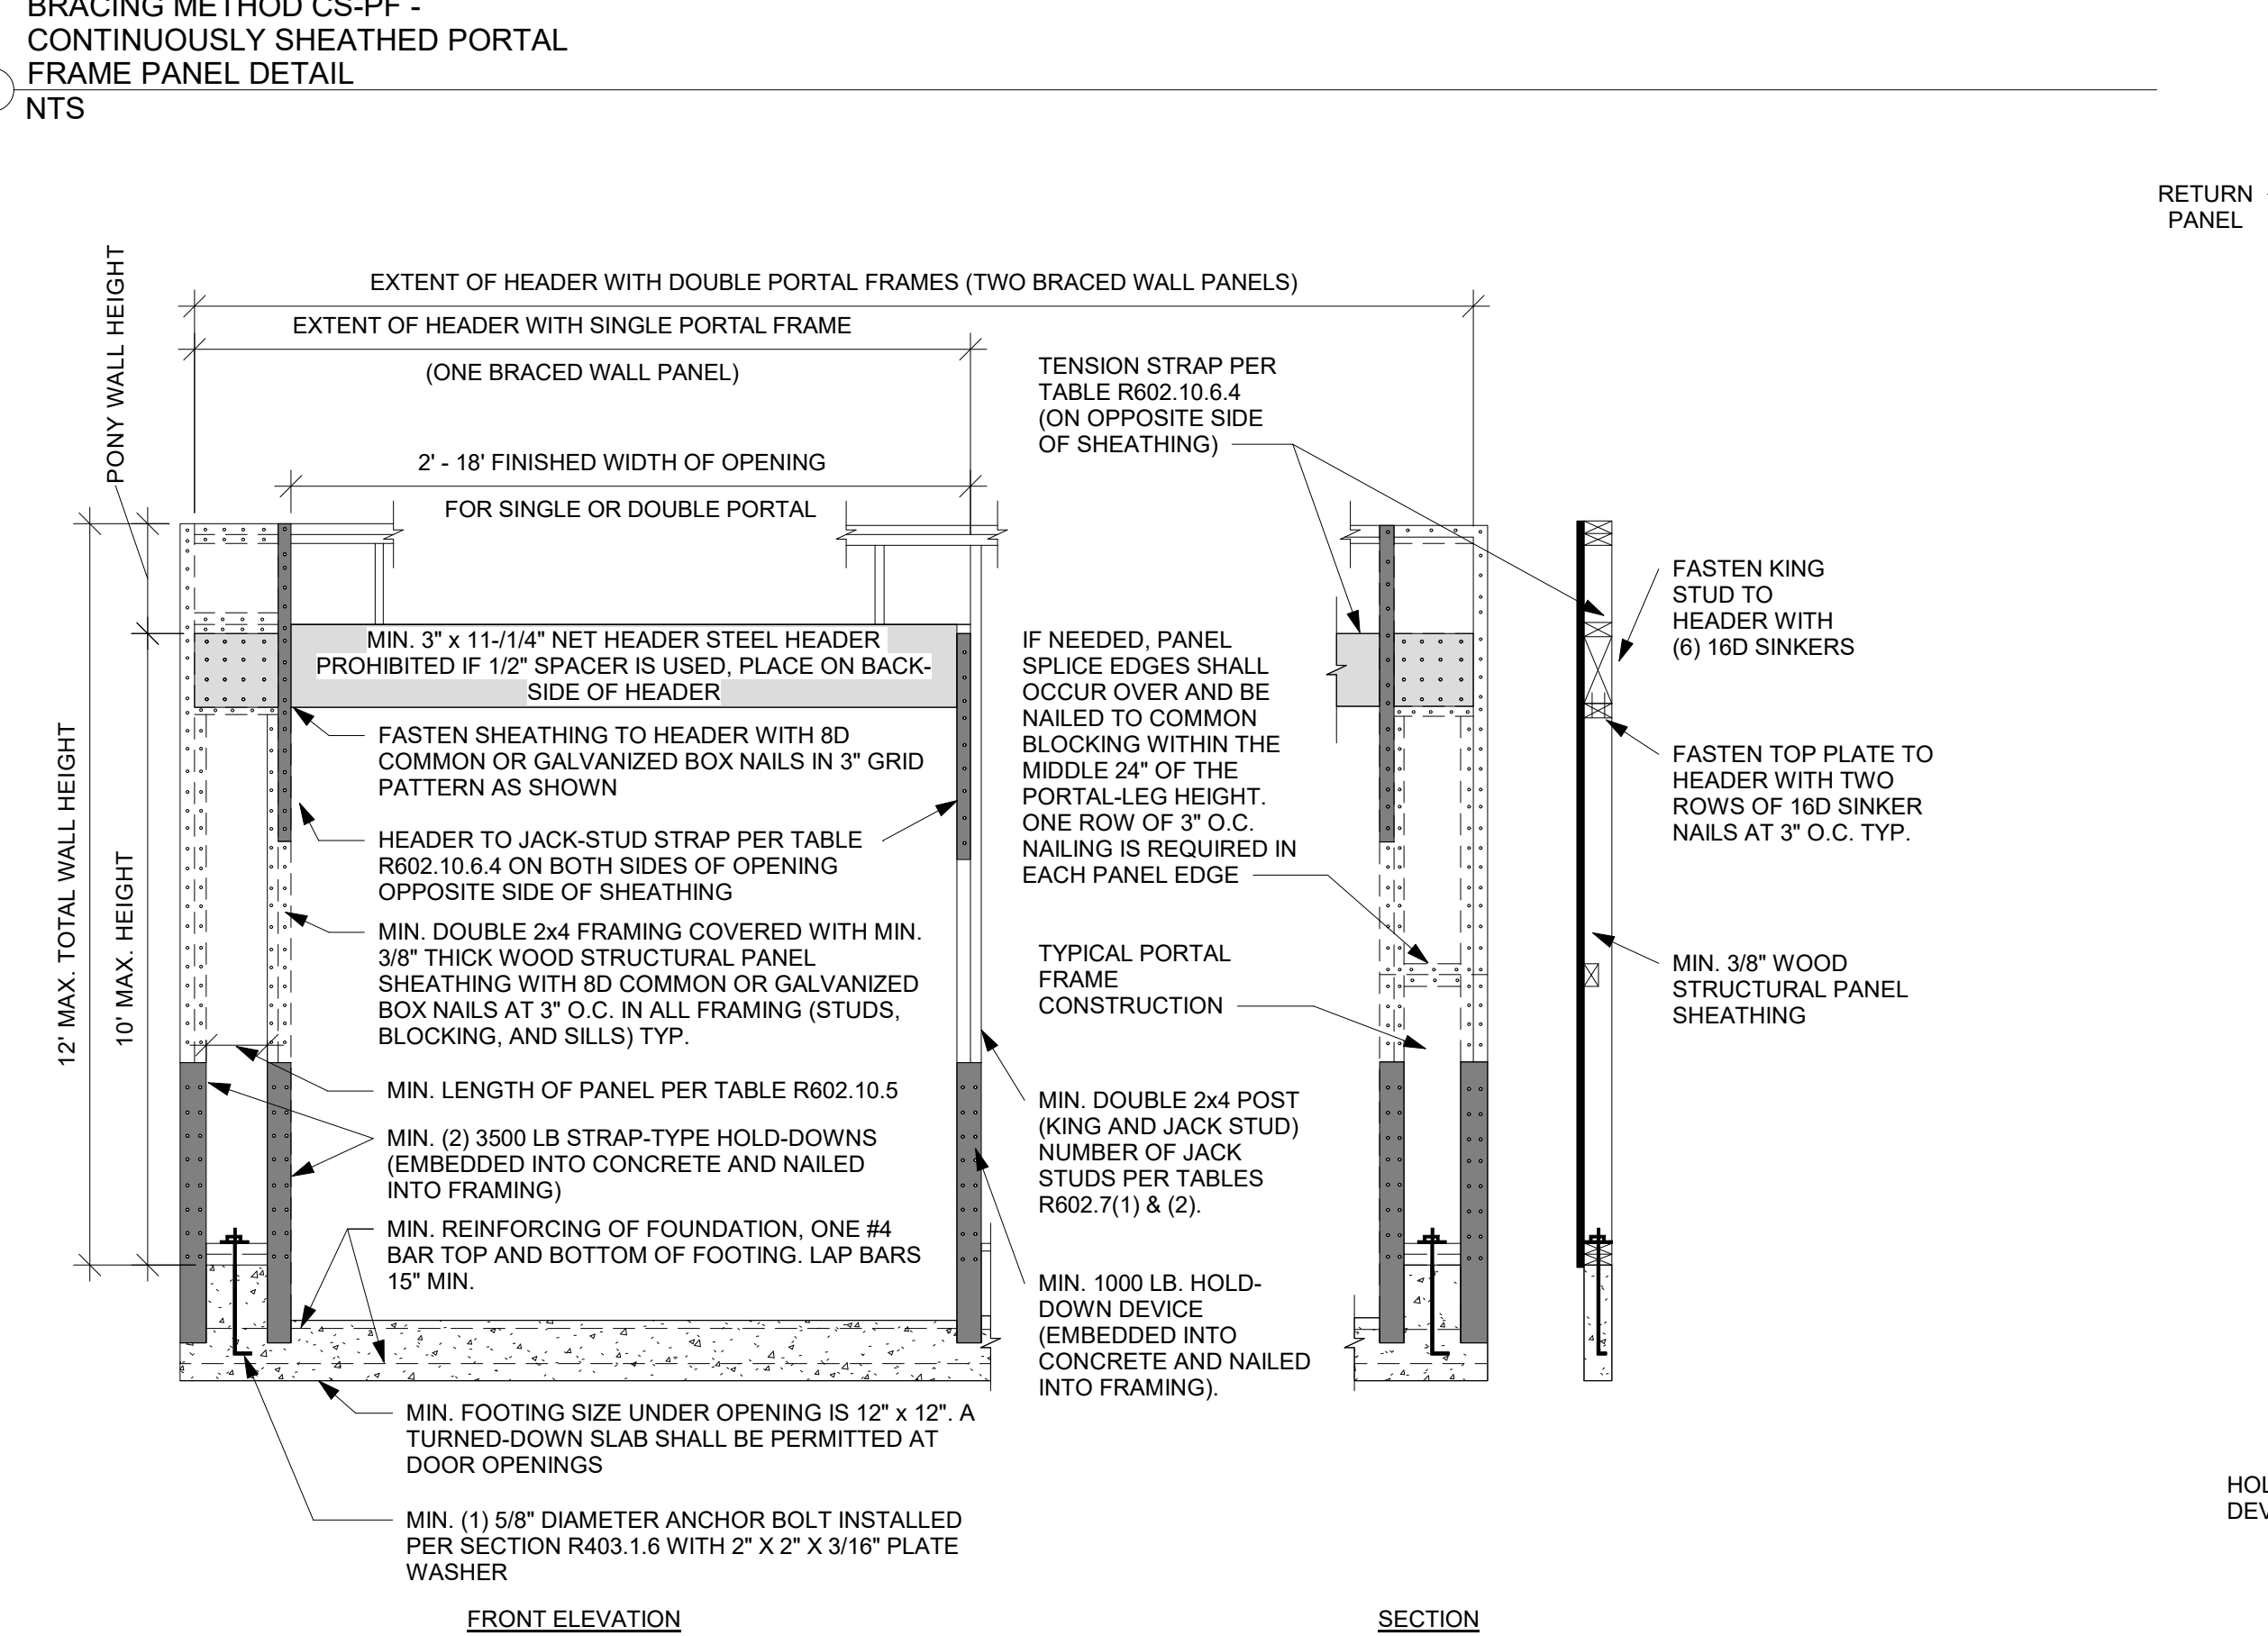 BRACING METHOD CS-PF -
CONTINUOUSLY SHEATHED PORTAL
FRAME PANEL DETAIL
NTS
RETURN
PANEL
PONY WALL HEIGHT
EXTENT OF HEADER WITH DOUBLE PORTAL FRAMES (TWO BRACED WALL PANELS)
EXTENT OF HEADER WITH SINGLE PORTAL FRAME
(ONE BRACED WALL PANEL)
2' - 18' FINISHED WIDTH OF OPENING
FOR SINGLE OR DOUBLE PORTAL
TENSION STRAP PER
TABLE R602.10.6.4
(ON OPPOSITE SIDE
OF SHEATHING)
12' MAX. TOTAL WALL HEIGHT
10' MAX. HEIGHT
MIN. 3" x 11-/1/4" NET HEADER STEEL HEADER
PROHIBITED IF 1/2" SPACER IS USED, PLACE ON BACK-
SIDE OF HEADER
FASTEN SHEATHING TO HEADER WITH 8D
COMMON OR GALVANIZED BOX NAILS IN 3" GRID
PATTERN AS SHOWN
HEADER TO JACK-STUD STRAP PER TABLE
R602.10.6.4 ON BOTH SIDES OF OPENING
OPPOSITE SIDE OF SHEATHING
MIN. DOUBLE 2x4 FRAMING COVERED WITH MIN.
3/8" THICK WOOD STRUCTURAL PANEL
SHEATHING WITH 8D COMMON OR GALVANIZED
BOX NAILS AT 3" O.C. IN ALL FRAMING (STUDS,
BLOCKING, AND SILLS) TYP.
MIN. LENGTH OF PANEL PER TABLE R602.10.5
MIN. (2) 3500 LB STRAP-TYPE HOLD-DOWNS
(EMBEDDED INTO CONCRETE AND NAILED
INTO FRAMING)
MIN. REINFORCING OF FOUNDATION, ONE #4
BAR TOP AND BOTTOM OF FOOTING. LAP BARS
15" MIN.
MIN. FOOTING SIZE UNDER OPENING IS 12" x 12". A
TURNED-DOWN SLAB SHALL BE PERMITTED AT
DOOR OPENINGS
MIN. (1) 5/8" DIAMETER ANCHOR BOLT INSTALLED
PER SECTION R403.1.6 WITH 2" X 2" X 3/16" PLATE
WASHER
FRONT ELEVATION
IF NEEDED, PANEL
SPLICE EDGES SHALL
OCCUR OVER AND BE
NAILED TO COMMON
BLOCKING WITHIN THE
MIDDLE 24" OF THE
PORTAL-LEG HEIGHT.
ONE ROW OF 3" O.C.
NAILING IS REQUIRED IN
EACH PANEL EDGE
TYPICAL PORTAL
FRAME
CONSTRUCTION
MIN. DOUBLE 2x4 POST
(KING AND JACK STUD)
NUMBER OF JACK
STUDS PER TABLES
R602.7(1) & (2).
MIN. 1000 LB. HOLD-
DOWN DEVICE
(EMBEDDED INTO
CONCRETE AND NAILED
INTO FRAMING).
FASTEN KING
STUD TO
HEADER WITH
(6) 16D SINKERS
FASTEN TOP PLATE TO
HEADER WITH TWO
ROWS OF 16D SINKER
NAILS AT 3" O.C. TYP.
MIN. 3/8" WOOD
STRUCTURAL PANEL
SHEATHING
SECTION